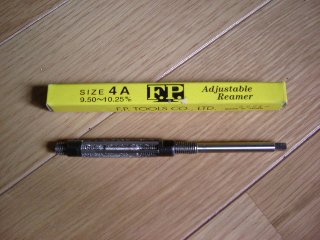 SIZE 4A
9.50~10.25%
F.P.
Adjustable
Reamer
F.P. TOOLS CO., LTD.